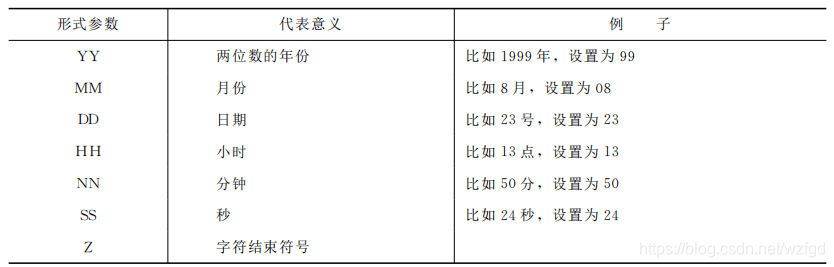 形式参数 代表意义 例 子
YY 两位数的年份 比如 1999 年，设置为 99
MM 月份 比如 8 月，设置为 08
DD 日期 比如 23 号，设置为 23
HH 小时 比如 13 点，设置为 13
NN 分钟 比如 50 分，设置为 50
SS 秒 比如 24 秒，设置为 24
Z 字符结束符号
https://blog.csdn.net/wzfgd